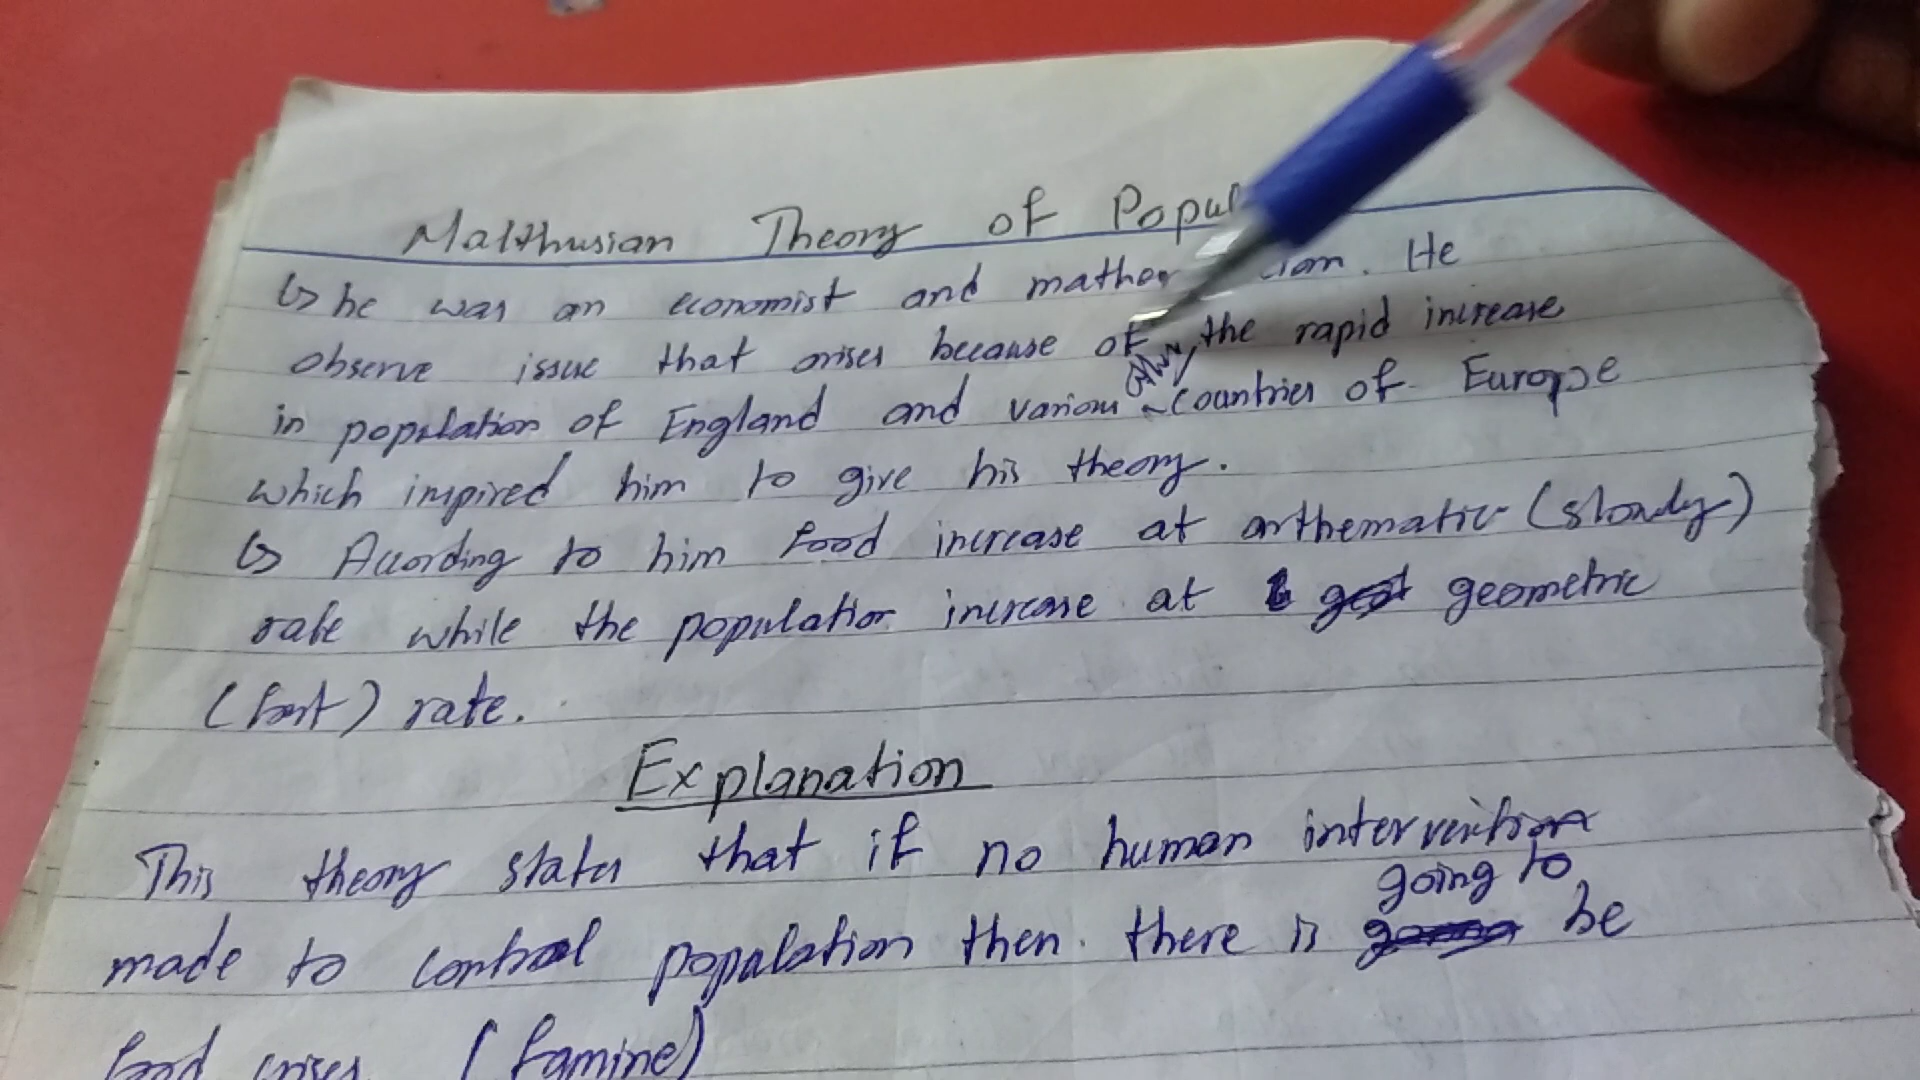 Malthusian Theory of Popul
↳ he was an economist and mathe cian. He
observe issue that arises because of the rapid increase
in population of England and various countries of Europe
which inspired him to give his theory.
↳ According to him food increase at arthematic (slowly)
rate while the population increase at geometric
(fast) rate.
Explanation
This theory states that if no human intervention
made to control population then there is going to be
food crises (famine)